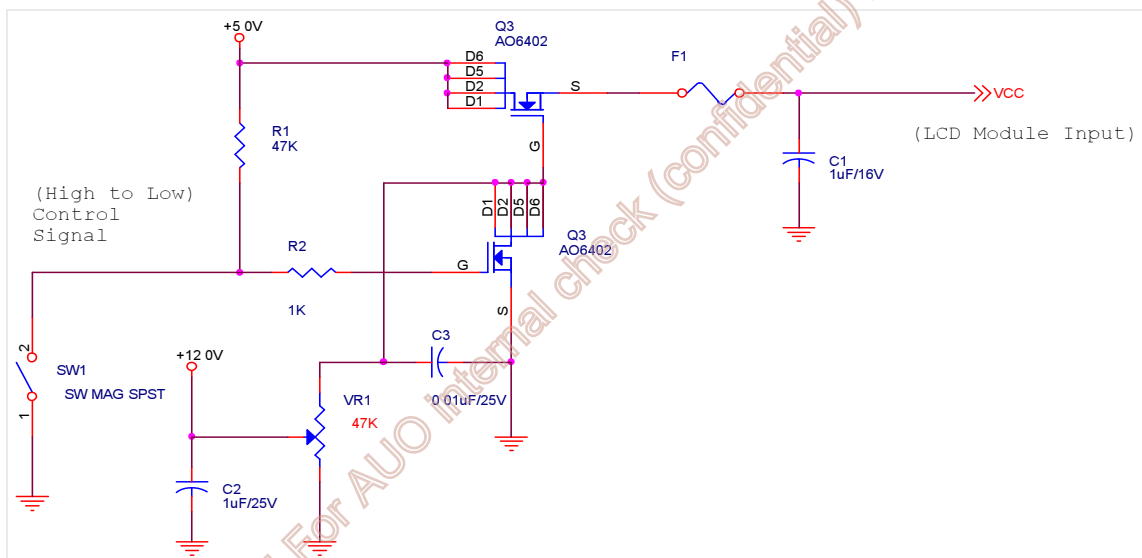 +5 0V
Q3
AO6402
D6
D5
D2
D1
S
G
F1
VCC
(LCD Module Input)
R1
47K
C1
1uF/16V
(High to Low)
Control
Signal
D1
D2
D5
D6
Q3
AO6402
R2
1K
G
S
C3
0 01uF/25V
+12 0V
2
SW1
SW MAG SPST
1
VR1
47K
C2
1uF/25V
For AUO internal check (confidential)